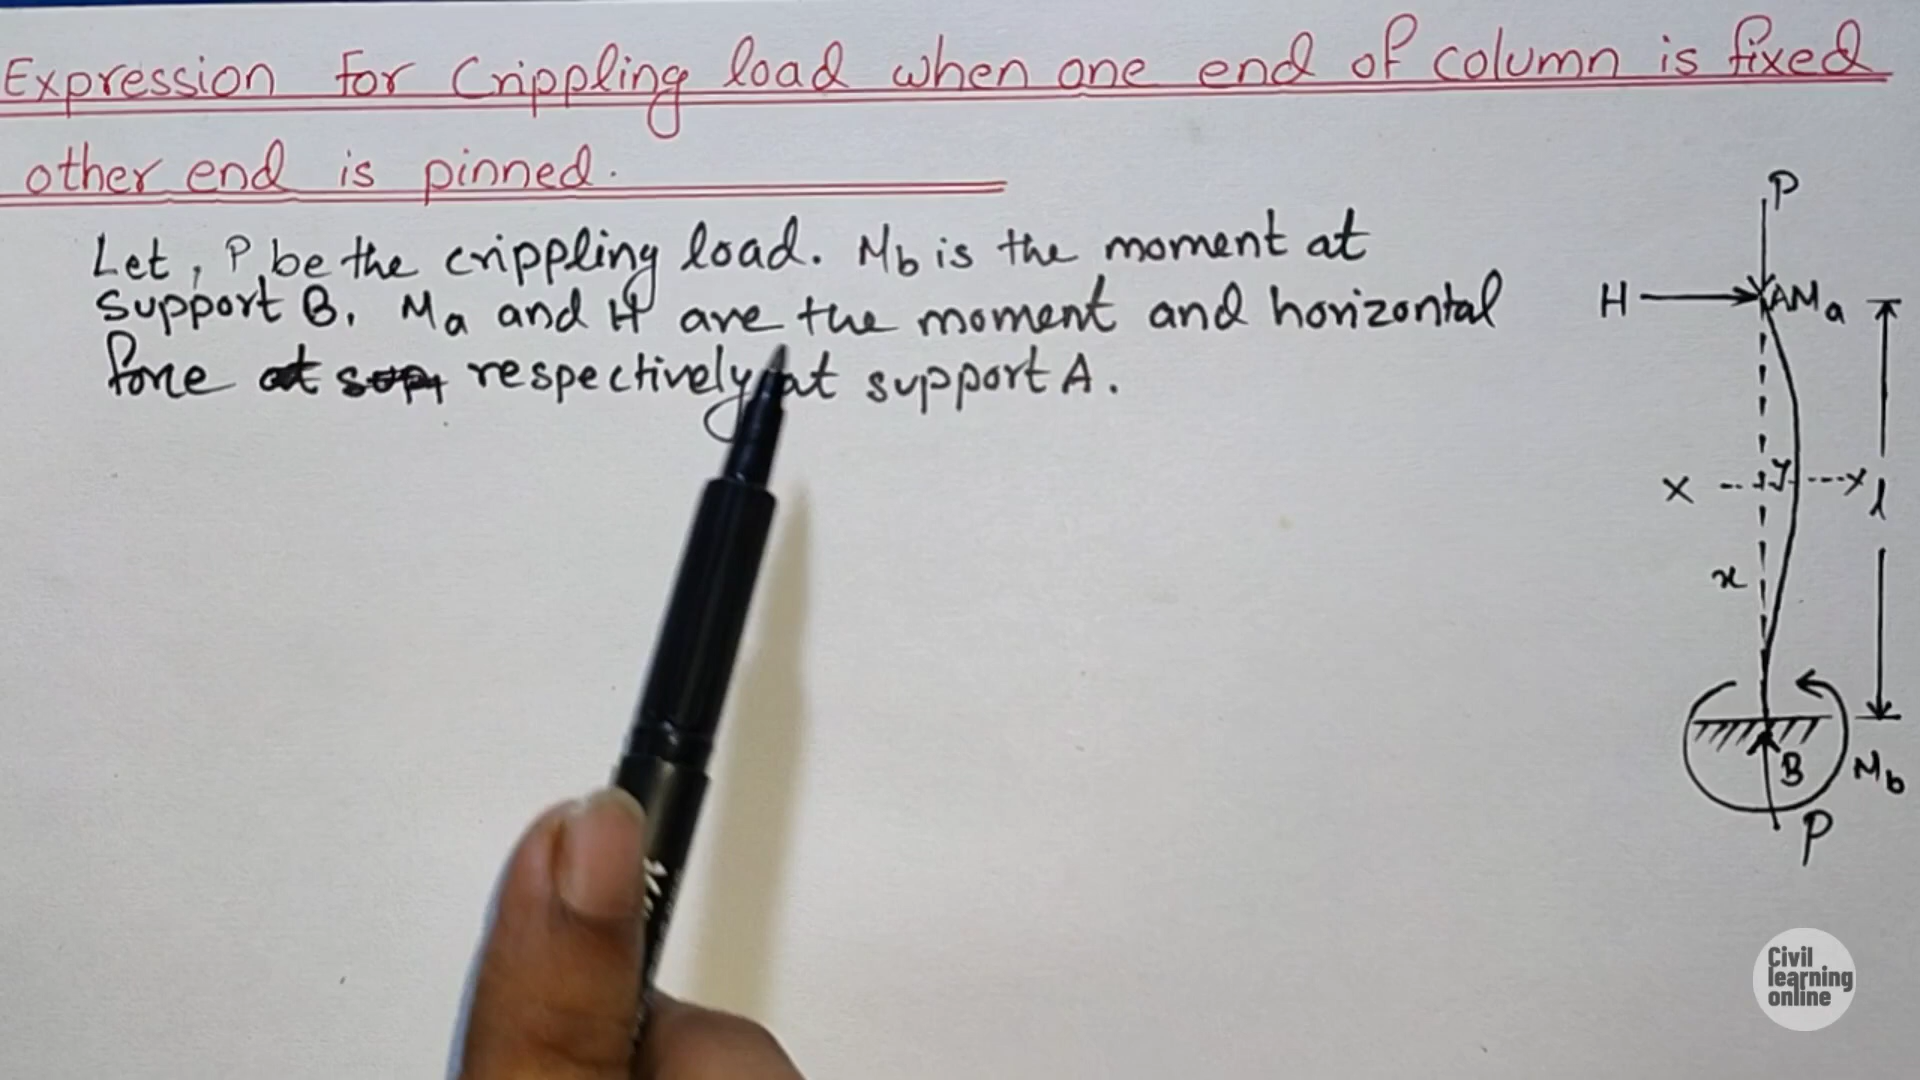 Expression for Crippling load when one end of column is fixed
other end is pinned.
Let, P be the crippling load. Mb is the moment at
support B. Ma and H are the moment and horizontal
force at respectively at support A.
P
H
A Ma
X
y
X
l
x
B
Mb
P
Civil
learning
online